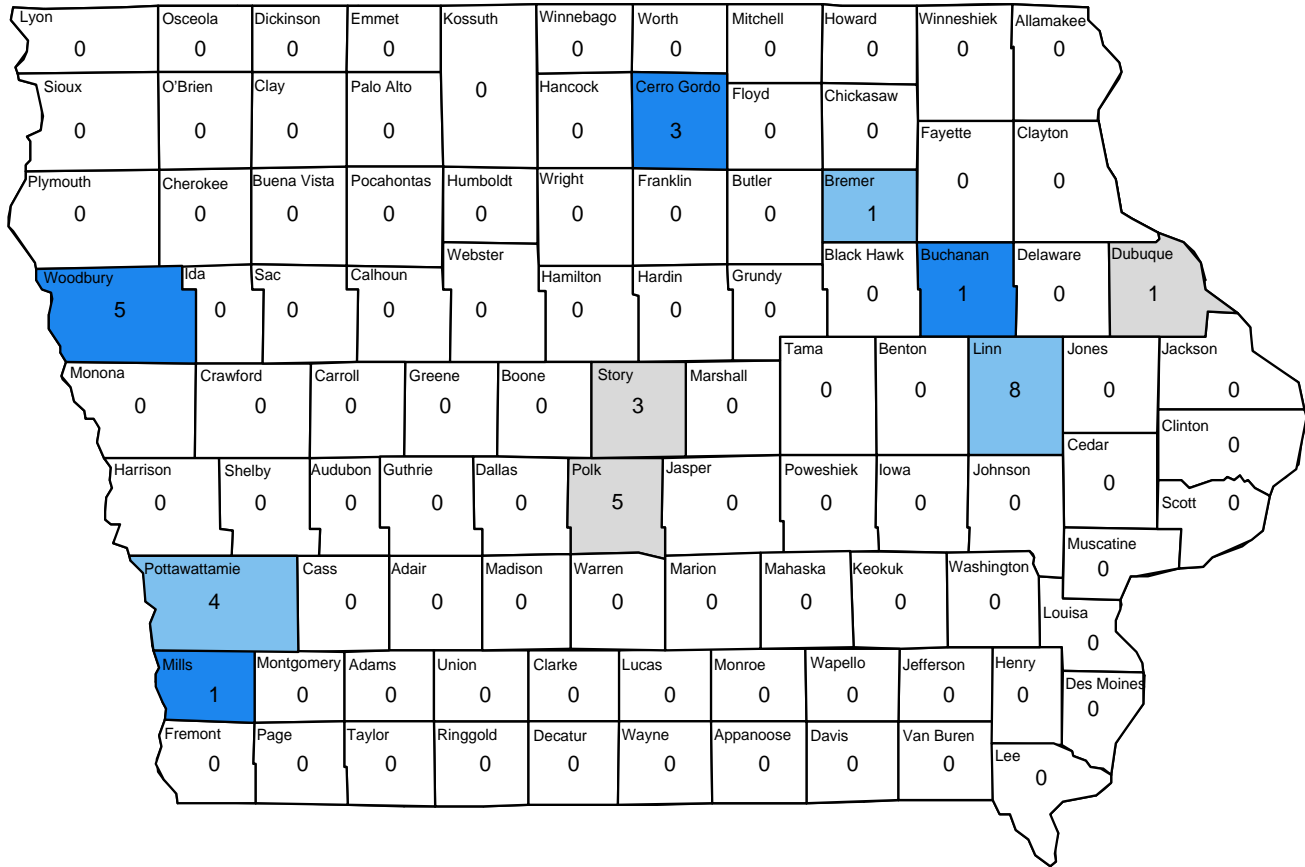 Lyon
0
Osceola
0
Dickinson
0
Emmet
0
Kossuth
0
Winnebago
0
Worth
0
Mitchell
0
Howard
0
Winneshiek
0
Allamakee
0
Sioux
0
O'Brien
0
Clay
0
Palo Alto
0
Hancock
0
Cerro Gordo
3
Floyd
0
Chickasaw
0
Fayette
0
Clayton
0
Plymouth
0
Cherokee
0
Buena Vista
0
Pocahontas
0
Humboldt
0
Wright
0
Franklin
0
Butler
0
Bremer
1
Woodbury
5
Ida
0
Sac
0
Calhoun
0
Webster
0
Hamilton
0
Hardin
0
Grundy
0
Black Hawk
0
Buchanan
1
Delaware
0
Dubuque
1
Monona
0
Crawford
0
Carroll
0
Greene
0
Boone
0
Story
3
Marshall
0
Tama
0
Benton
0
Linn
8
Jones
0
Jackson
0
Clinton
0
Cedar
0
Harrison
0
Shelby
0
Audubon
0
Guthrie
0
Dallas
0
Polk
5
Jasper
0
Poweshiek
0
Iowa
0
Johnson
0
Scott
0
Muscatine
0
Pottawattamie
4
Cass
0
Adair
0
Madison
0
Warren
0
Marion
0
Mahaska
0
Keokuk
0
Washington
0
Louisa
0
Mills
1
Montgomery
0
Adams
0
Union
0
Clarke
0
Lucas
0
Monroe
0
Wapello
0
Jefferson
0
Henry
0
Des Moines
0
Fremont
0
Page
0
Taylor
0
Ringgold
0
Decatur
0
Wayne
0
Appanoose
0
Davis
0
Van Buren
0
Lee
0